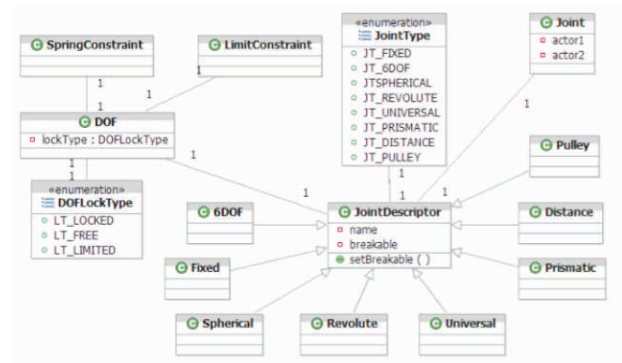 SpringConstraint
1
1
LimitConstraint
1
1
DOF
lockType : DOFLockType
1
1
«enumeration»
DOFLockType
LT_LOCKED
LT_FREE
LT_LIMITED
«enumeration»
JointType
JT_FIXED
JT_6DOF
JTSPHERICAL
JT_REVOLUTE
JT_UNIVERSAL
JT_PRISMATIC
JT_DISTANCE
JT_PULLEY
1
1
Joint
actor1
actor2
1
1
1
1
JointDescriptor
name
breakable
setBreakable ( )
Pulley
6DOF
Distance
Fixed
Prismatic
Spherical
Revolute
Universal